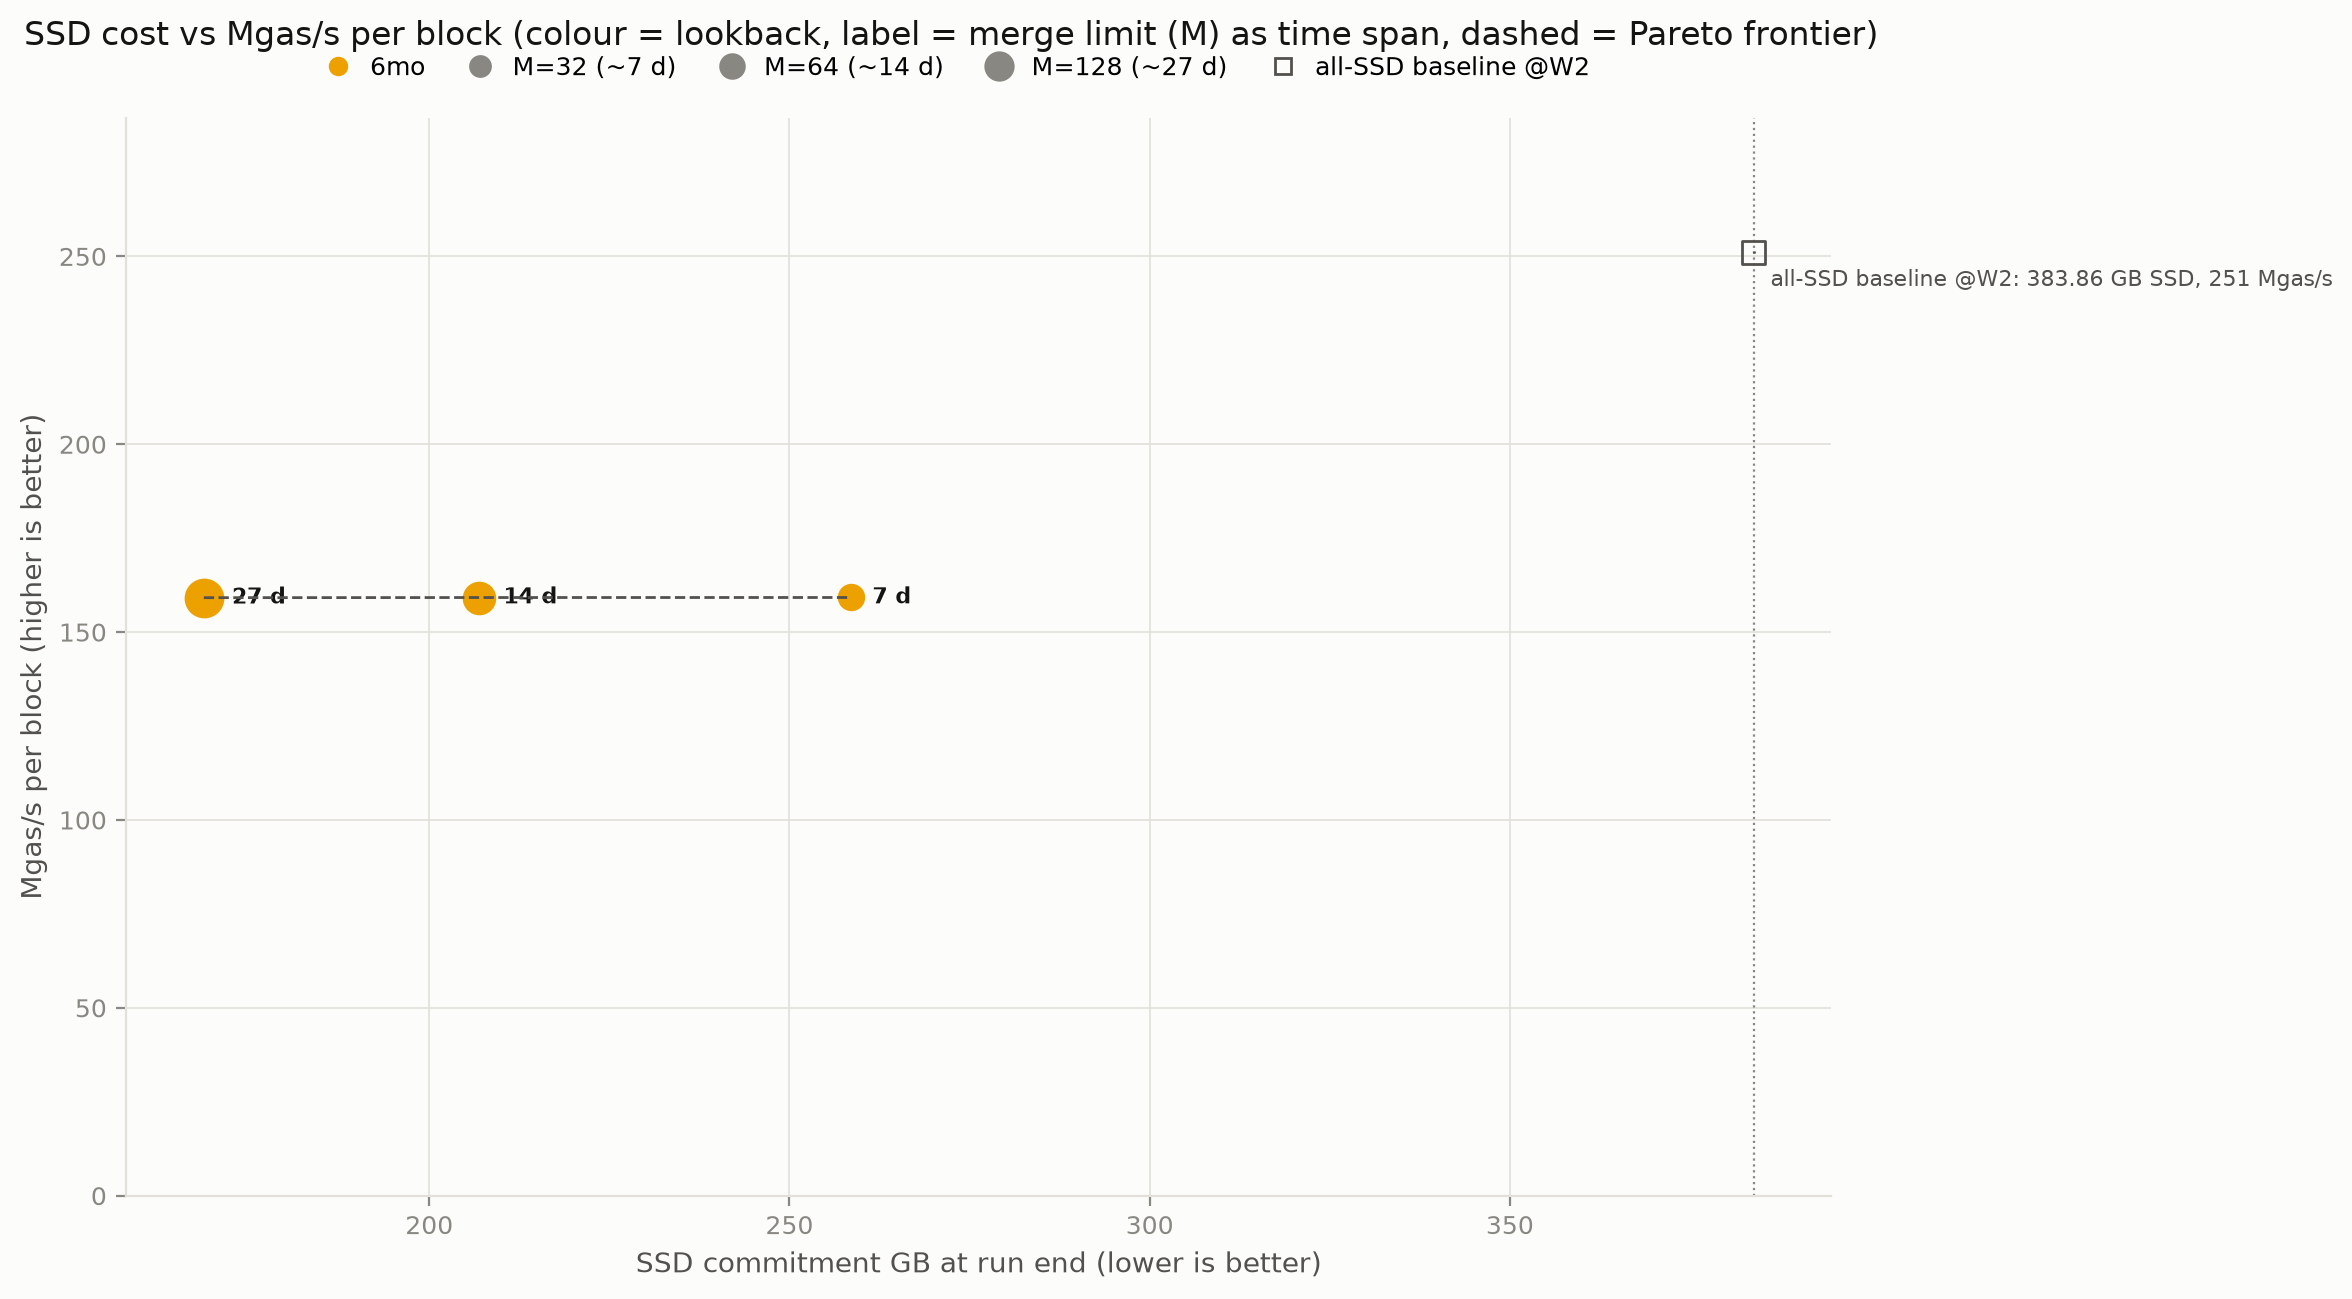 SSD cost vs Mgas/s per block (colour = lookback, label = merge limit (M) as time span, dashed = Pareto frontier)
6mo M=32 (~7 d) M=64 (~14 d) M=128 (~27 d) all-SSD baseline @W2
250
all-SSD baseline @W2: 383.86 GB SSD, 251 Mgas/s
200
Mgas/s per block (higher is better)
27 d 14 d 7 d
150
100
50
0
200 250 300 350
SSD commitment GB at run end (lower is better)